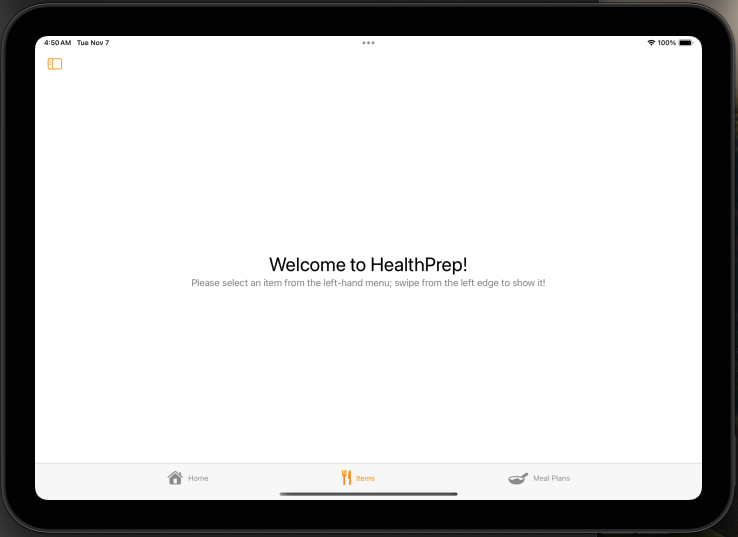 4:50 AM Tue Nov 7
100%
Welcome to HealthPrep!
Please select an item from the left-hand menu; swipe from the left edge to show it!
Home
Items
Meal Plans